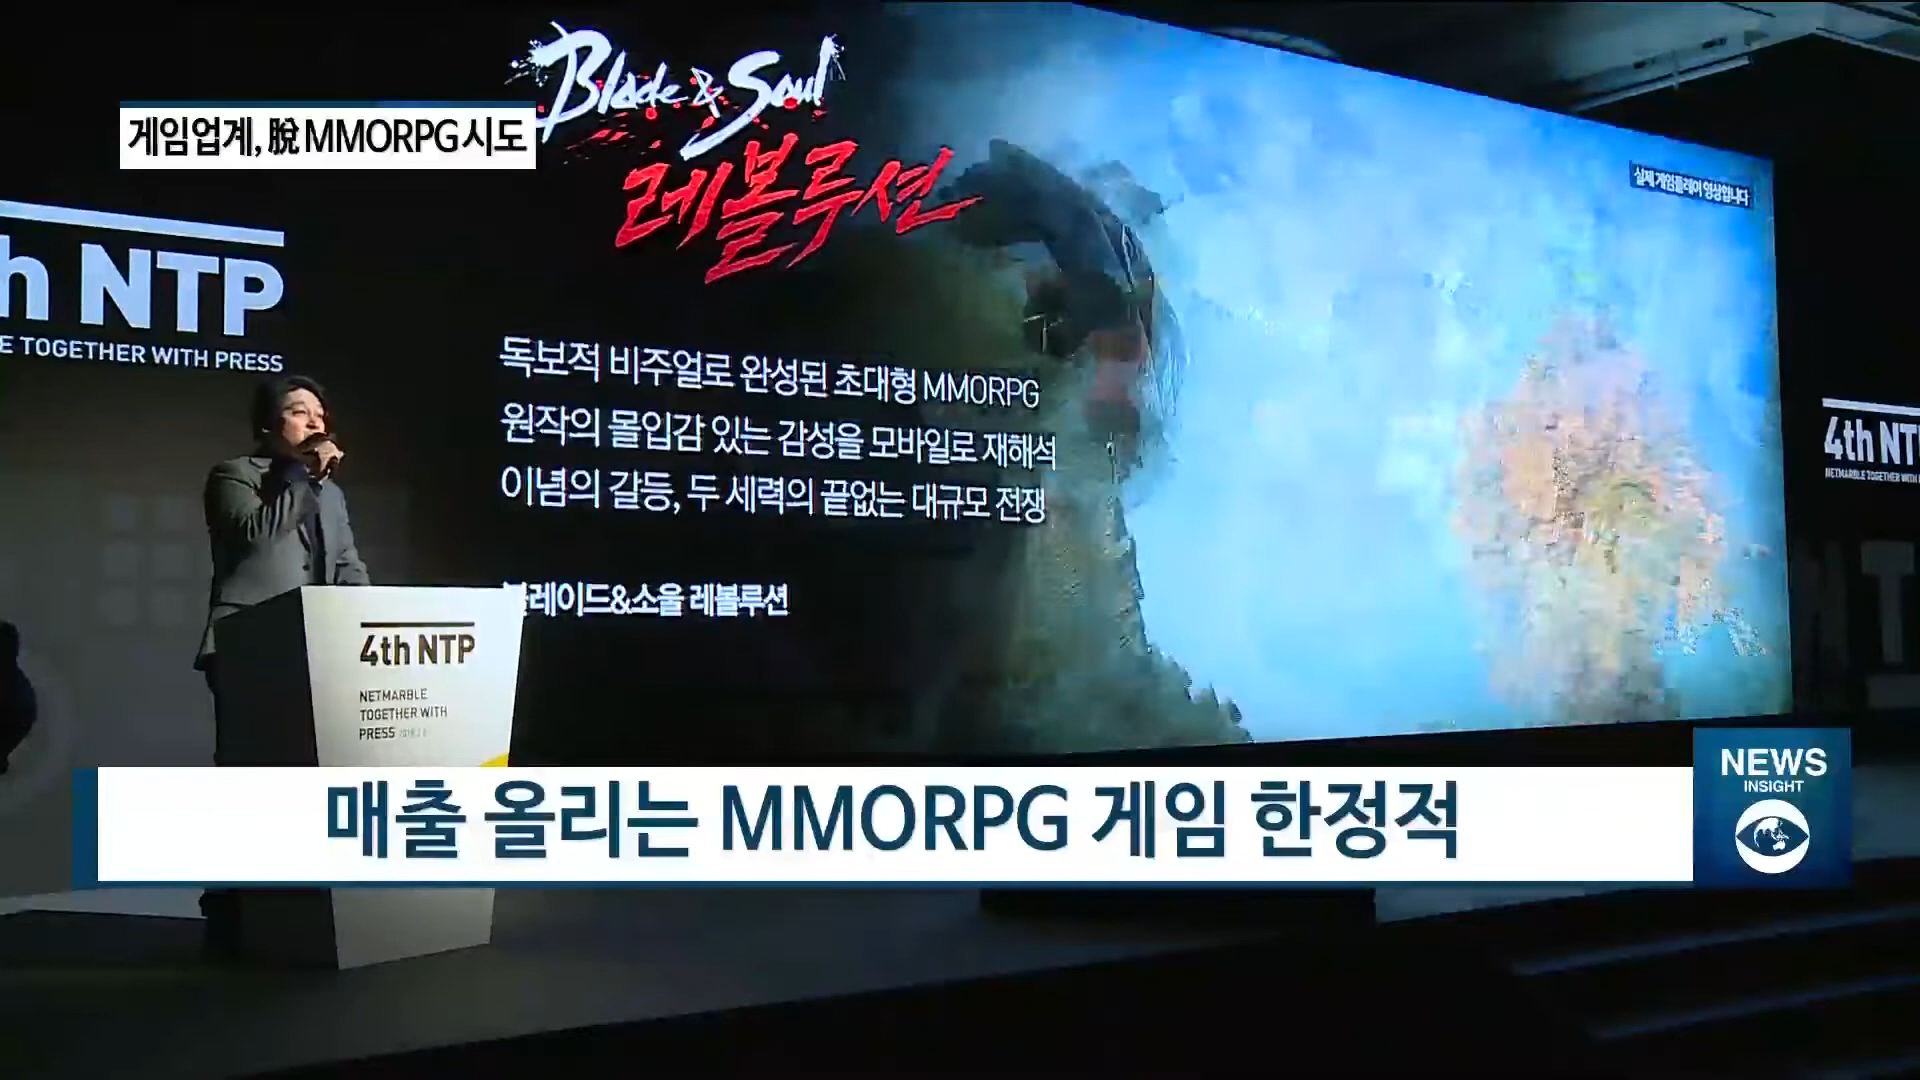 Blade & Soul
레볼루션
게임업계, 脫 MMORPG 시도
실제 게임플레이 영상입니다
h NTP
E TOGETHER WITH PRESS
독보적 비주얼로 완성된 초대형 MMORPG
원작의 몰입감 있는 감성을 모바일로 재해석
이념의 갈등, 두 세력의 끝없는 대규모 전쟁
블레이드&소울 레볼루션
4th NT
NETMARBLE TOGETHER WITH
4th NTP
NETMARBLE
TOGETHER WITH
PRESS
매출 올리는 MMORPG 게임 한정적
NEWS
INSIGHT